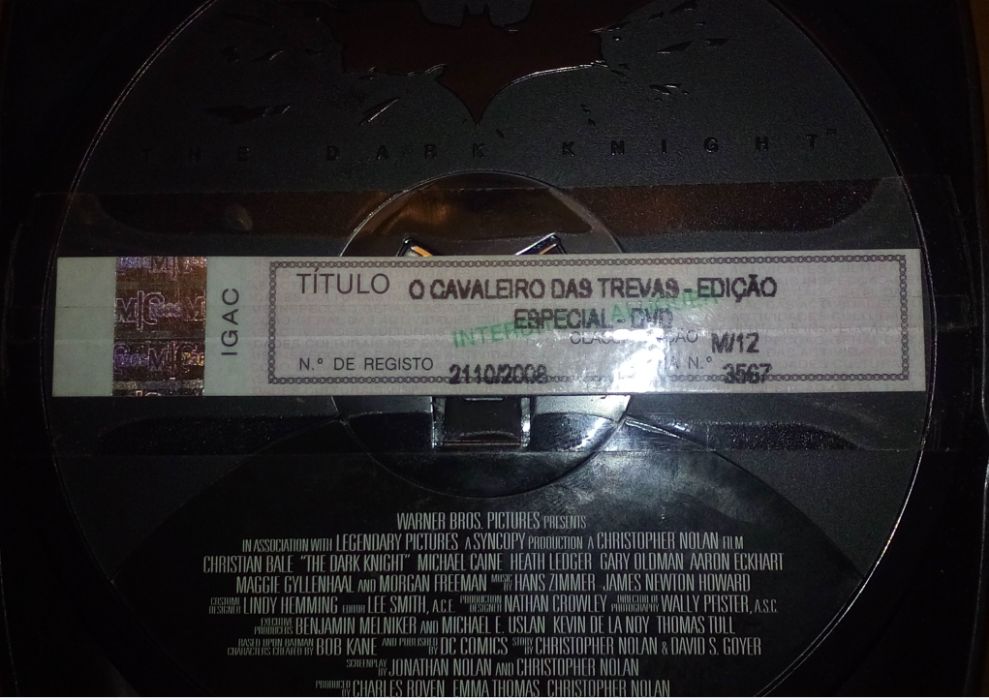 THE DARK KNIGHT™
IGAC
TÍTULO O CAVALEIRO DAS TREVAS - EDIÇÃO
ESPECIAL - DVD
M/12
N.º DE REGISTO 2110/2008 N.º 3567
WARNER BROS. PICTURES PRESENTS
IN ASSOCIATION WITH LEGENDARY PICTURES A SYNCOPY PRODUCTION A CHRISTOPHER NOLAN FILM
CHRISTIAN BALE "THE DARK KNIGHT" MICHAEL CAINE HEATH LEDGER GARY OLDMAN AARON ECKHART
MAGGIE GYLLENHAAL AND MORGAN FREEMAN MUSIC BY HANS ZIMMER JAMES NEWTON HOWARD
COSTUME DESIGNER LINDY HEMMING EDITOR LEE SMITH, A.C.E. PRODUCTION DESIGNER NATHAN CROWLEY DIRECTOR OF PHOTOGRAPHY WALLY PFISTER, A.S.C.
EXECUTIVE PRODUCERS BENJAMIN MELNIKER AND MICHAEL E. USLAN KEVIN DE LA NOY THOMAS TULL
BASED UPON BATMAN CHARACTERS CREATED BY BOB KANE AND PUBLISHED BY DC COMICS STORY BY CHRISTOPHER NOLAN & DAVID S. GOYER
SCREENPLAY BY JONATHAN NOLAN AND CHRISTOPHER NOLAN
PRODUCED BY CHARLES ROVEN EMMA THOMAS CHRISTOPHER NOLAN